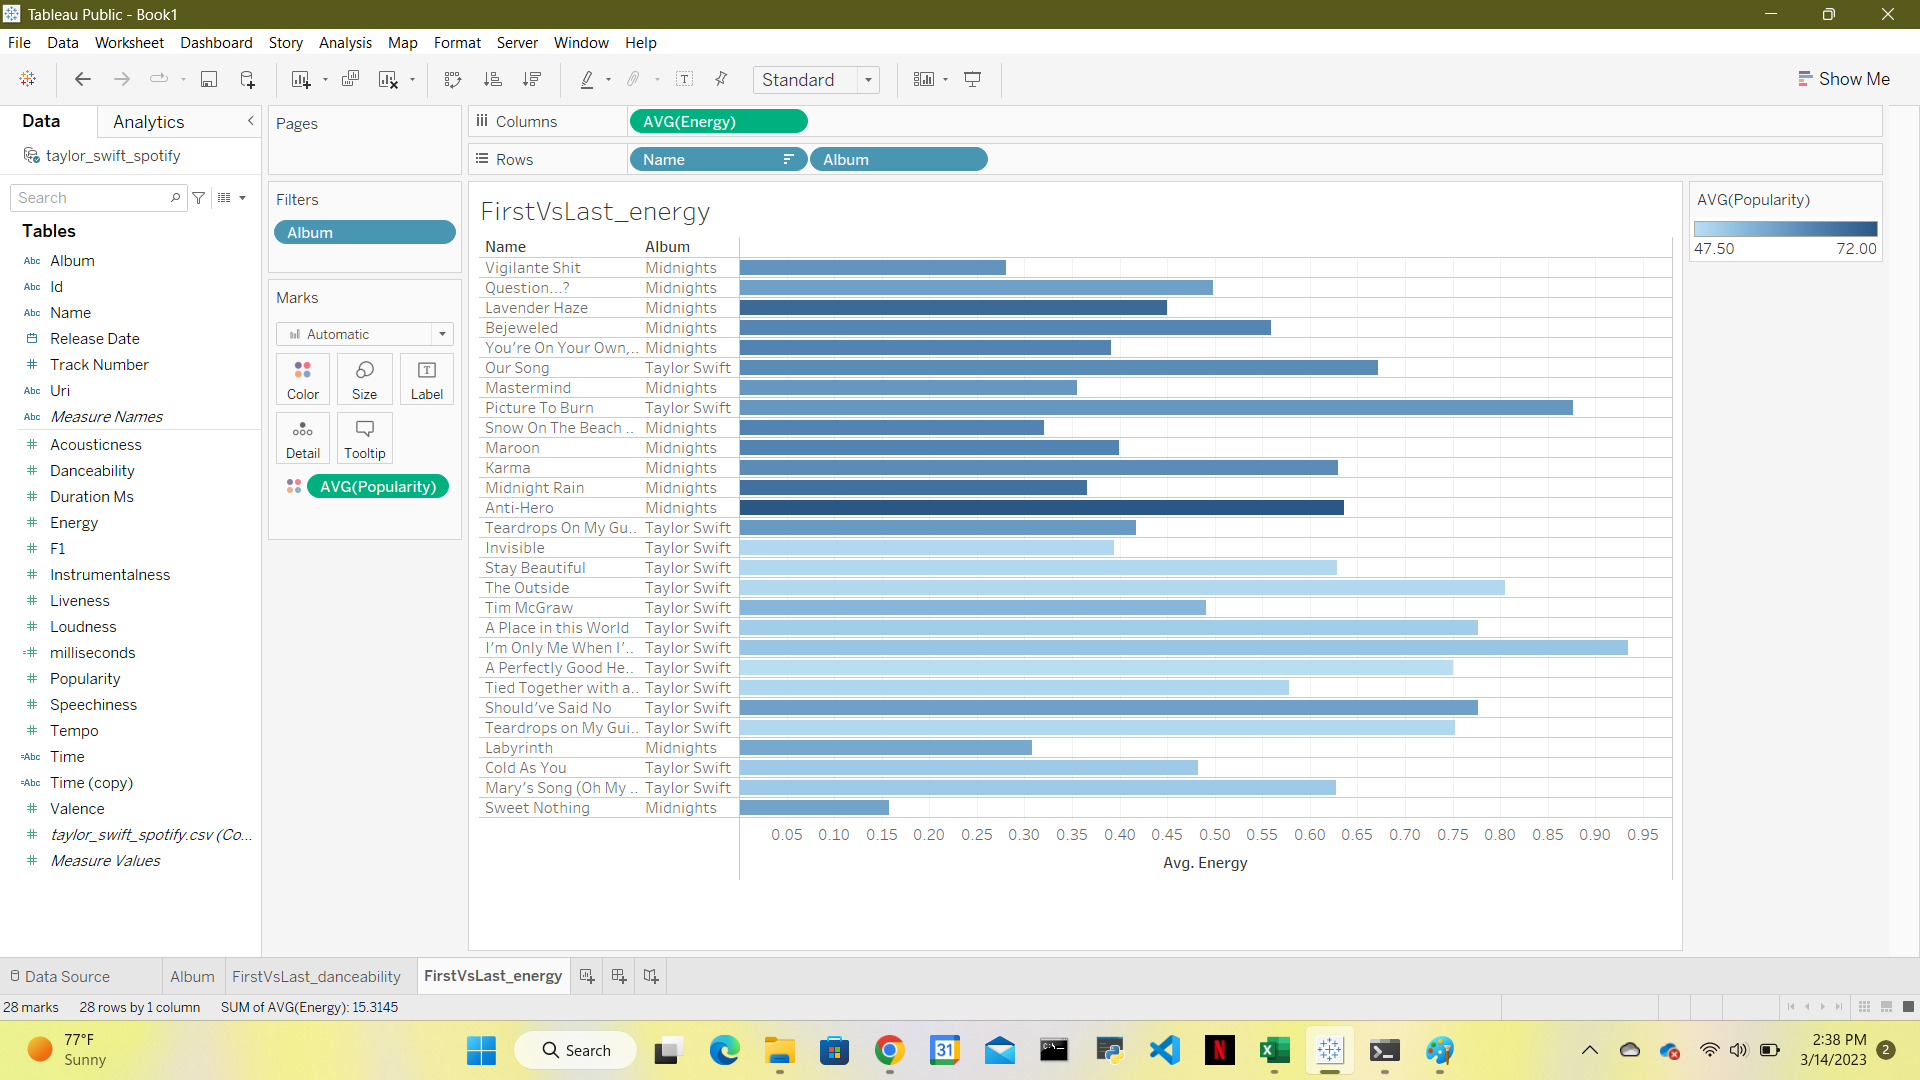 Tableau Public - Book1
File Data Worksheet Dashboard Story Analysis Map Format Server Window Help
Standard
Show Me
Data Analytics
taylor_swift_spotify
Search
Tables
Abc Album
Abc Id
Abc Name
Release Date
# Track Number
Abc Uri
Abc Measure Names
# Acousticness
# Danceability
# Duration Ms
# Energy
# F1
# Instrumentalness
# Liveness
# Loudness
=# milliseconds
# Popularity
# Speechiness
# Tempo
=Abc Time
=Abc Time (copy)
# Valence
# taylor_swift_spotify.csv (Co...
# Measure Values
Pages
Filters
Album
Marks
Automatic
Color Size Label
Detail Tooltip
AVG(Popularity)
Columns AVG(Energy)
Rows Name Album
FirstVsLast_energy
Name Album
Vigilante Shit Midnights
Question...? Midnights
Lavender Haze Midnights
Bejeweled Midnights
You're On Your Own,.. Midnights
Our Song Taylor Swift
Mastermind Midnights
Picture To Burn Taylor Swift
Snow On The Beach .. Midnights
Maroon Midnights
Karma Midnights
Midnight Rain Midnights
Anti-Hero Midnights
Teardrops On My Gu.. Taylor Swift
Invisible Taylor Swift
Stay Beautiful Taylor Swift
The Outside Taylor Swift
Tim McGraw Taylor Swift
A Place in this World Taylor Swift
I'm Only Me When I'.. Taylor Swift
A Perfectly Good He.. Taylor Swift
Tied Together with a.. Taylor Swift
Should've Said No Taylor Swift
Teardrops on My Gui.. Taylor Swift
Labyrinth Midnights
Cold As You Taylor Swift
Mary's Song (Oh My .. Taylor Swift
Sweet Nothing Midnights
0.05 0.10 0.15 0.20 0.25 0.30 0.35 0.40 0.45 0.50 0.55 0.60 0.65 0.70 0.75 0.80 0.85 0.90 0.95
Avg. Energy
AVG(Popularity)
47.50 72.00
Data Source Album FirstVsLast_danceability FirstVsLast_energy
28 marks 28 rows by 1 column SUM of AVG(Energy): 15.3145
77°F
Sunny
Search
31
2:38 PM
3/14/2023
2